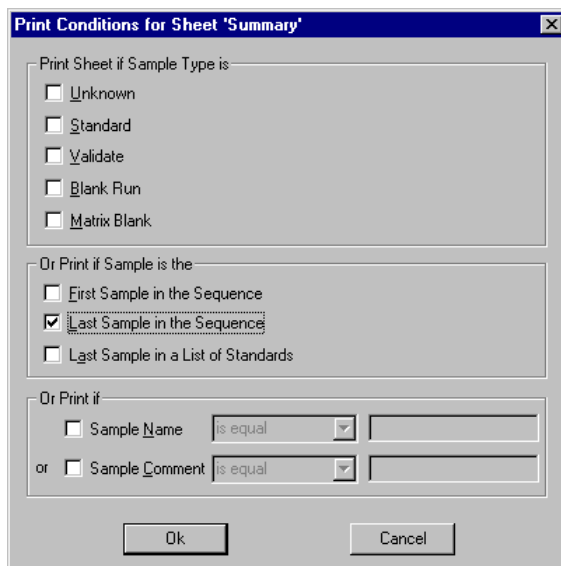 Print Conditions for Sheet 'Summary'
Print Sheet if Sample Type is
Unknown
Standard
Validate
Blank Run
Matrix Blank
Or Print if Sample is the
First Sample in the Sequence
Last Sample in the Sequence
Last Sample in a List of Standards
Or Print if
Sample Name is equal
or Sample Comment is equal
Ok Cancel